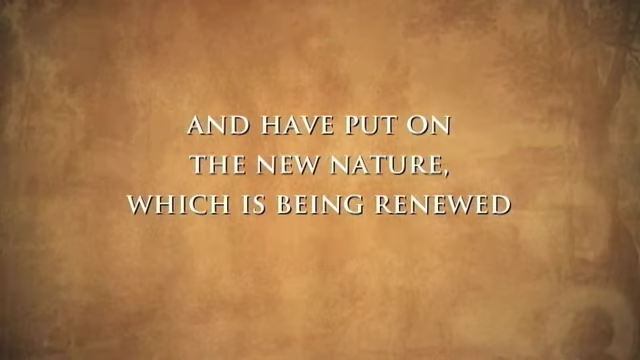 AND HAVE PUT ON
THE NEW NATURE,
WHICH IS BEING RENEWED